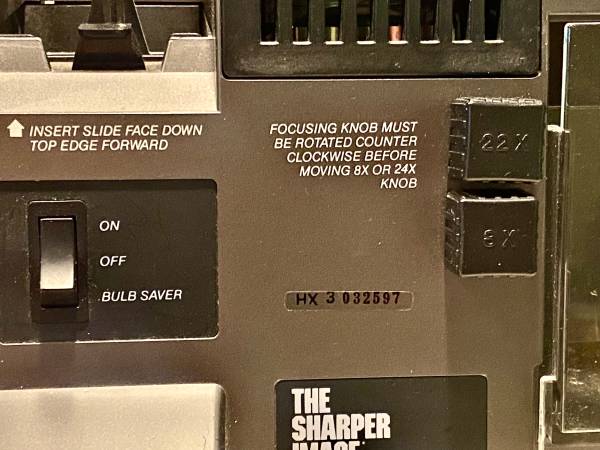 INSERT SLIDE FACE DOWN
TOP EDGE FORWARD
FOCUSING KNOB MUST
BE ROTATED COUNTER
CLOCKWISE BEFORE
MOVING 8X OR 24X
KNOB
22X
8X
ON
OFF
BULB SAVER
HX 3 032597
THE
SHARPER
IMAGE